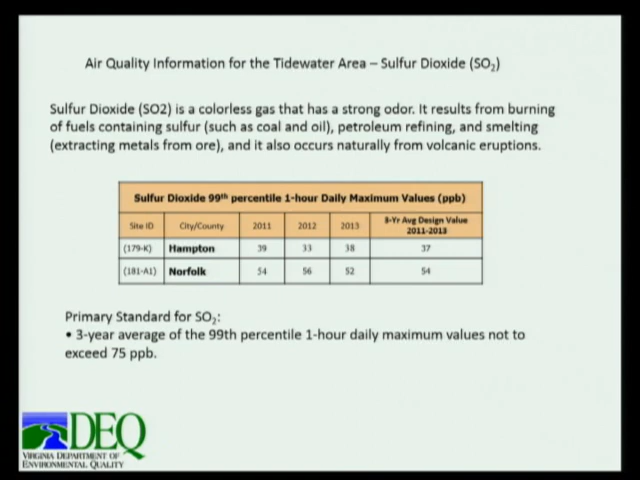 Air Quality Information for the Tidewater Area – Sulfur Dioxide (SO₂)
Sulfur Dioxide (SO2) is a colorless gas that has a strong odor. It results from burning
of fuels containing sulfur (such as coal and oil), petroleum refining, and smelting
(extracting metals from ore), and it also occurs naturally from volcanic eruptions.
Sulfur Dioxide 99th percentile 1-hour Daily Maximum Values (ppb)
Site ID City/County 2011 2012 2013 3-Yr Avg Design Value
2011-2013
(179-K) Hampton 39 33 38 37
(181-A1) Norfolk 54 56 52 54
Primary Standard for SO₂:
• 3-year average of the 99th percentile 1-hour daily maximum values not to
exceed 75 ppb.
DEQ
VIRGINIA DEPARTMENT OF
ENVIRONMENTAL QUALITY